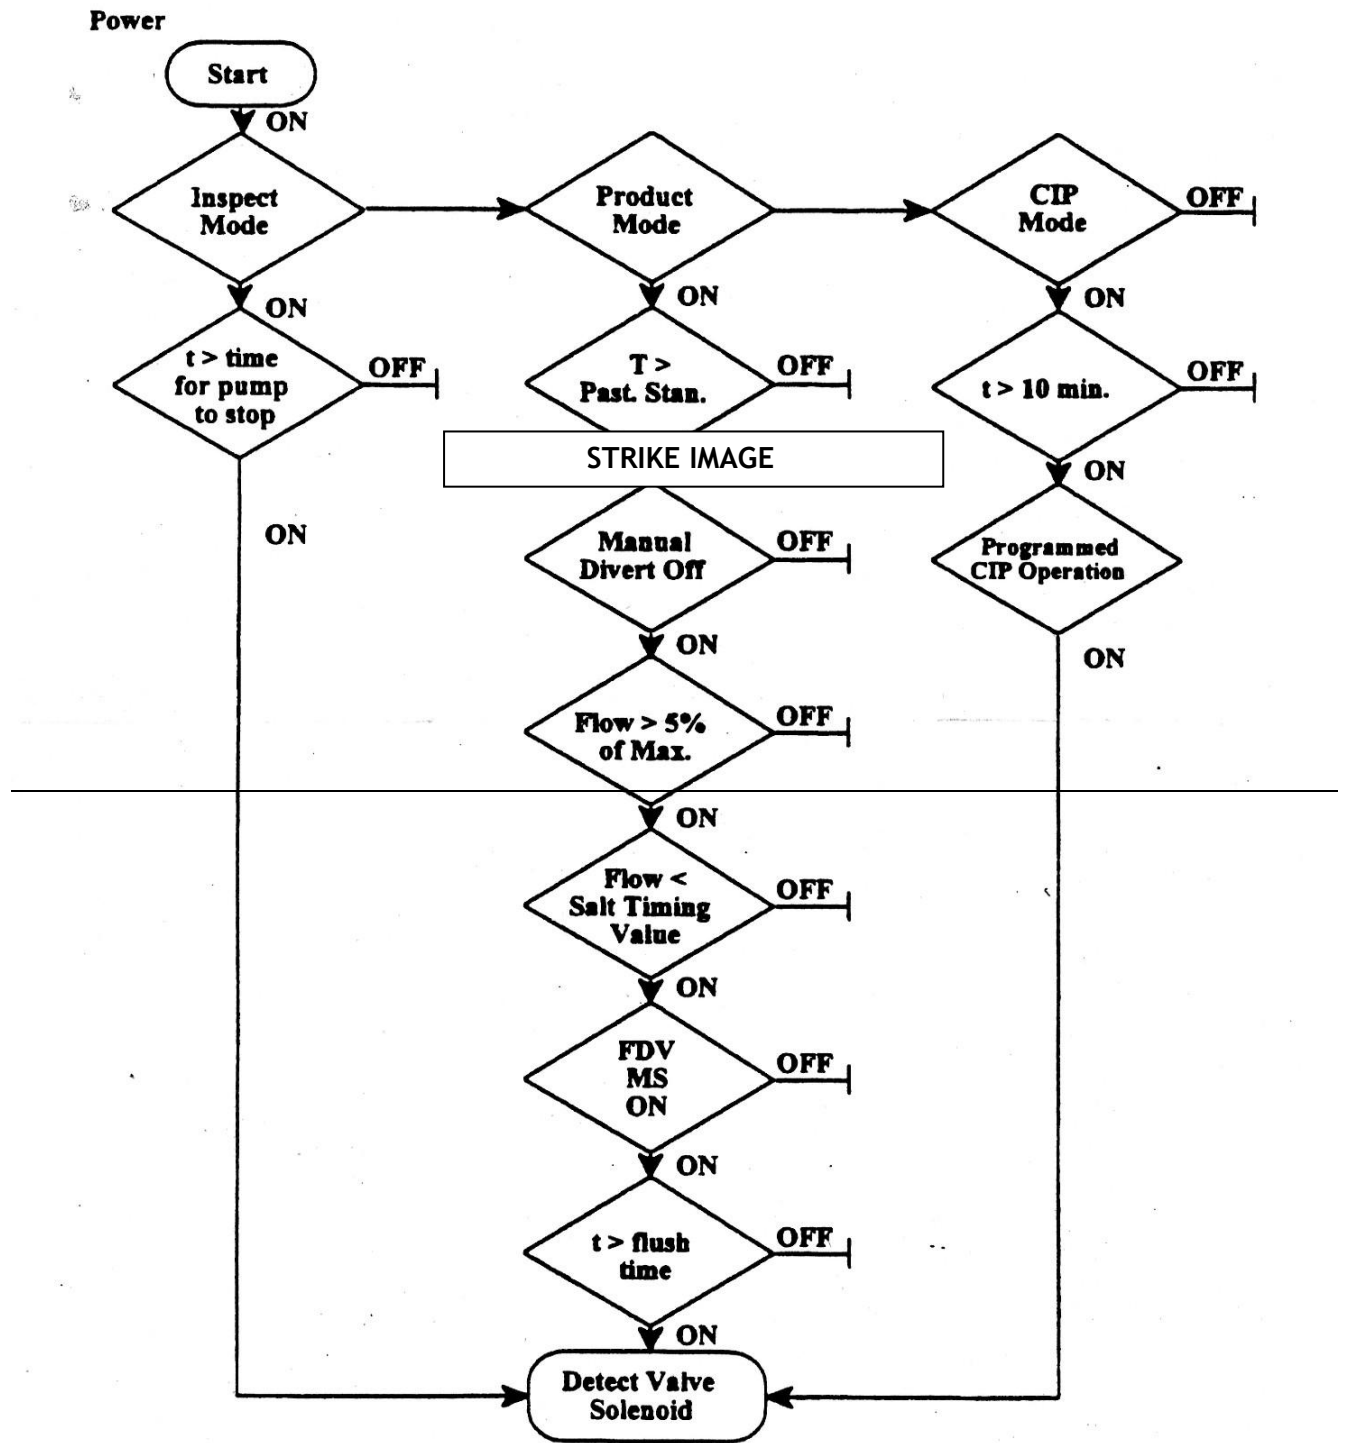 Power
Start
ON
Inspect
Mode
Product
Mode
CIP
Mode
OFF
ON
ON
ON
t > time
for pump
to stop
OFF
T >
Past. Stan.
OFF
t > 10 min.
OFF
STRIKE IMAGE
ON
ON
Manual
Divert Off
OFF
Programmed
CIP Operation
ON
ON
Flow > 5%
of Max.
OFF
ON
Flow <
Salt Timing
Value
OFF
ON
FDV
MS
ON
OFF
ON
t > flush
time
OFF
ON
Detect Valve
Solenoid